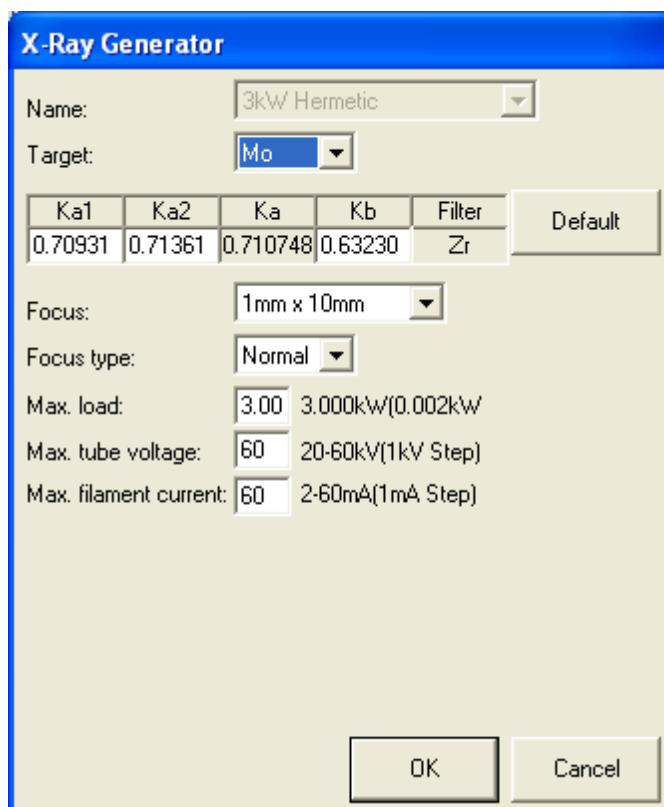 X-Ray Generator
Name: 3kW Hermetic
Target: Mo
Ka1 Ka2 Ka Kb Filter Default
0.70931 0.71361 0.710748 0.63230 Zr
Focus: 1mm x 10mm
Focus type: Normal
Max. load: 3.00 3.000kW(0.002kW
Max. tube voltage: 60 20-60kV(1kV Step)
Max. filament current: 60 2-60mA(1mA Step)
OK Cancel